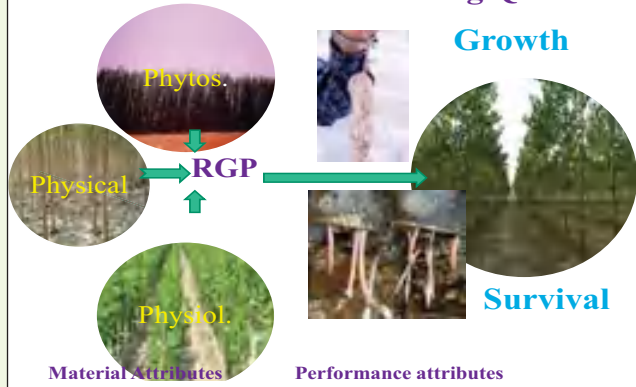 Growth
Phytos.
RGP
Physical
Survival
Physiol.
Material Attributes
Performance attributes